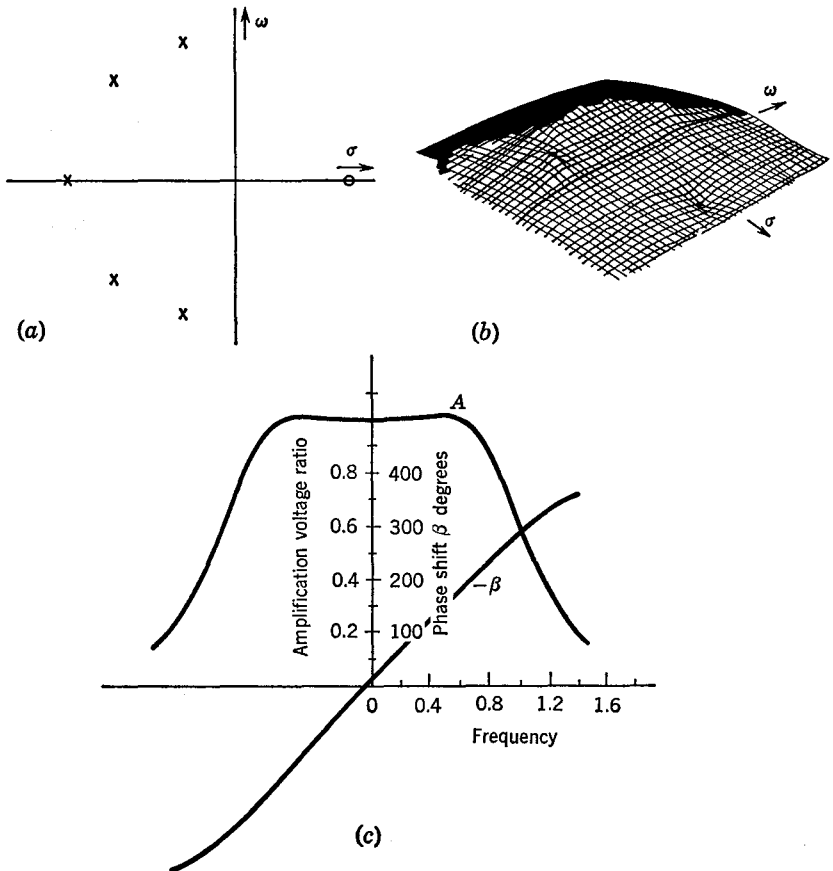 ω
σ
(a)
ω
σ
(b)
A
Amplification voltage ratio
0.8
0.6
0.4
0.2
400
300
200
100
Phase shift β degrees
−β
0 0.4 0.8 1.2 1.6
Frequency
(c)